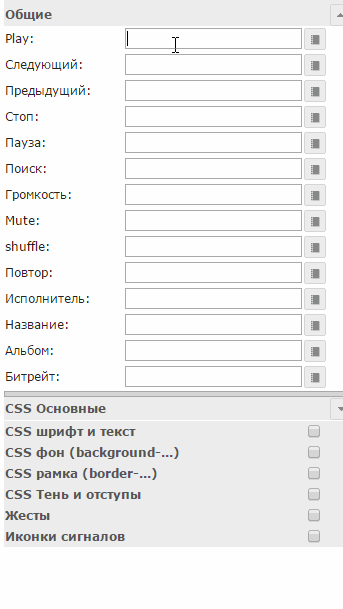 Общие
Play:
Следующий:
Предыдущий:
Стоп:
Пауза:
Поиск:
Громкость:
Mute:
shuffle:
Повтор:
Исполнитель:
Название:
Альбом:
Битрейт:
CSS Основные
CSS шрифт и текст
CSS фон (background-...)
CSS рамка (border-...)
CSS Тень и отступы
Жесты
Иконки сигналов